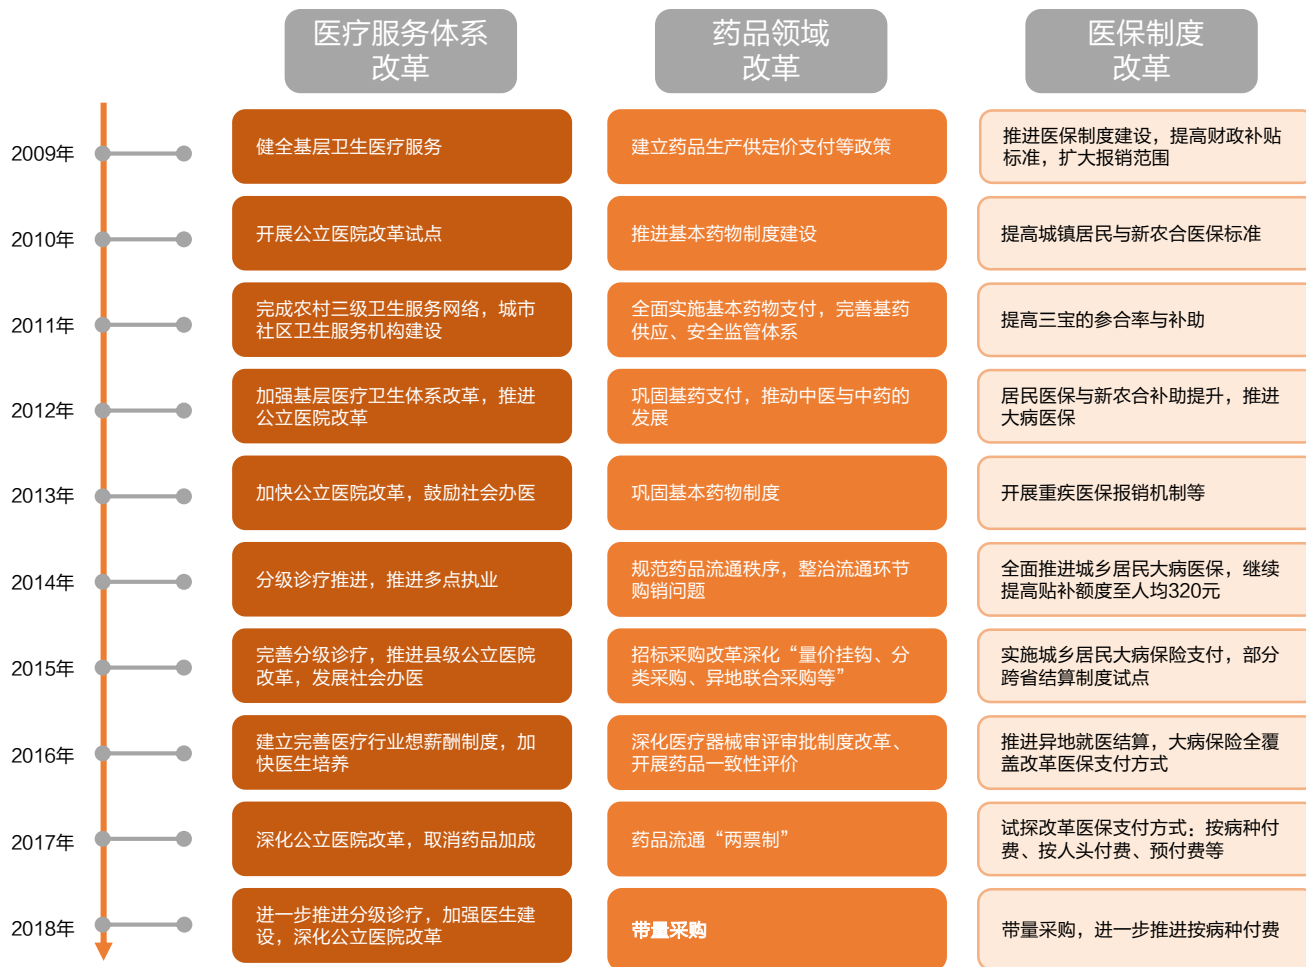 医疗服务体系
改革
药品领域
改革
医保制度
改革
2009年
健全基层卫生医疗服务
建立药品生产供定价支付等政策
推进医保制度建设，提高财政补贴
标准，扩大报销范围
2010年
开展公立医院改革试点
推进基本药物制度建设
提高城镇居民与新农合医保标准
2011年
完成农村三级卫生服务网络，城市
社区卫生服务机构建设
全面实施基本药物支付，完善基药
供应、安全监管体系
提高三宝的参合率与补助
2012年
加强基层医疗卫生体系改革，推进
公立医院改革
巩固基药支付，推动中医与中药的
发展
居民医保与新农合补助提升，推进
大病医保
2013年
加快公立医院改革，鼓励社会办医
巩固基本药物制度
开展重疾医保报销机制等
2014年
分级诊疗推进，推进多点执业
规范药品流通秩序，整治流通环节
购销问题
全面推进城乡居民大病医保，继续
提高贴补额度至人均320元
2015年
完善分级诊疗，推进县级公立医院
改革，发展社会办医
招标采购改革深化“量价挂钩、分
类采购、异地联合采购等”
实施城乡居民大病保险支付，部分
跨省结算制度试点
2016年
建立完善医疗行业想薪酬制度，加
快医生培养
深化医疗器械审评审批制度改革、
开展药品一致性评价
推进异地就医结算，大病保险全覆
盖改革医保支付方式
2017年
深化公立医院改革，取消药品加成
药品流通“两票制”
试探改革医保支付方式：按病种付
费、按人头付费、预付费等
2018年
进一步推进分级诊疗，加强医生建
设，深化公立医院改革
带量采购
带量采购，进一步推进按病种付费